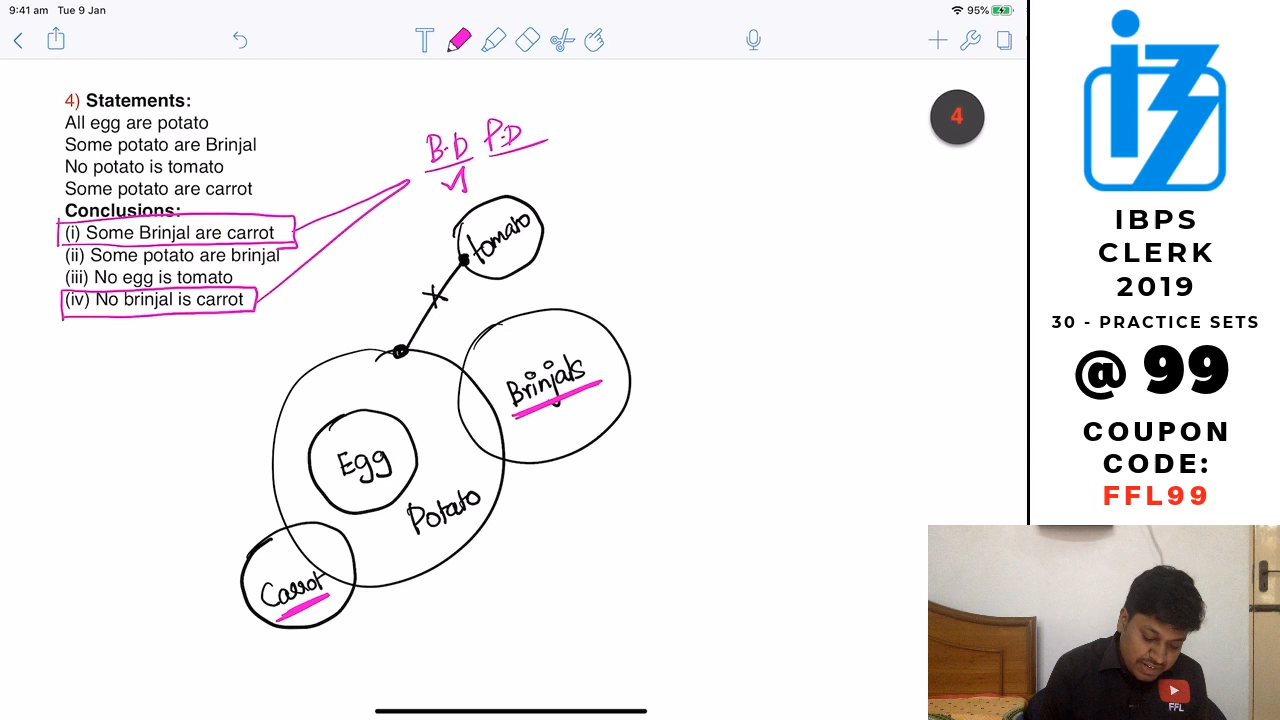 9:41 am Tue 9 Jan
95%
T
4) Statements:
All egg are potato
Some potato are Brinjal
No potato is tomato
Some potato are carrot
Conclusions:
(i) Some Brinjal are carrot
(ii) Some potato are brinjal
(iii) No egg is tomato
(iv) No brinjal is carrot
B.D P.D
tomato
Brinjals
Egg
Potato
Carrot
4
IBPS
CLERK
2019
30 - PRACTICE SETS
@ 99
COUPON
CODE:
FFL99
FFL